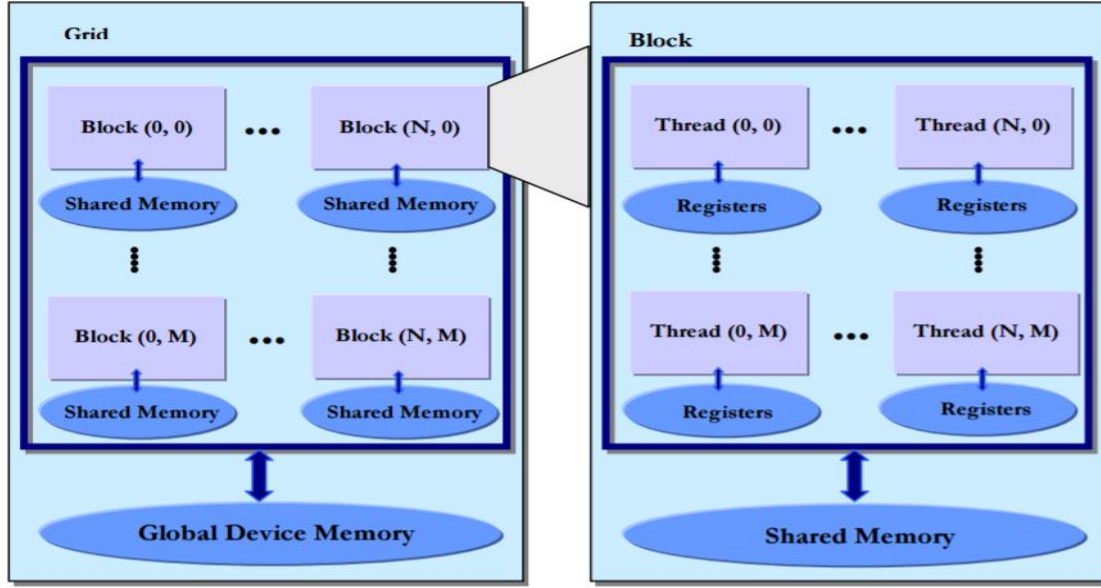 Grid
Block (0, 0) ••• Block (N, 0)
Shared Memory Shared Memory
Block (0, M) ••• Block (N, M)
Shared Memory Shared Memory
Global Device Memory
Block
Thread (0, 0) ••• Thread (N, 0)
Registers Registers
Thread (0, M) ••• Thread (N, M)
Registers Registers
Shared Memory